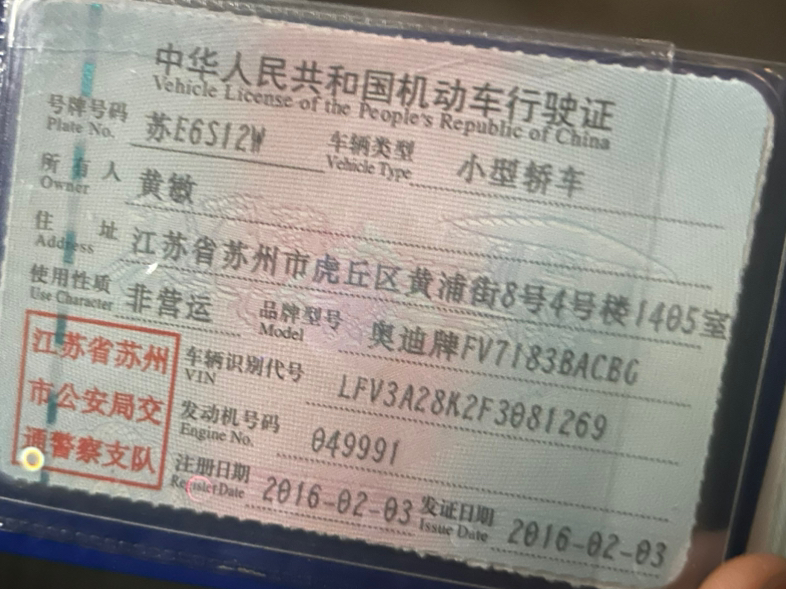 中华人民共和国机动车行驶证
Vehicle License of the People's Republic of China
号牌号码 苏E6S12W 车辆类型 小型轿车
Plate No. Vehicle Type
所有人 黄敏
Owner
住址 江苏省苏州市虎丘区黄浦街8号4号楼1405室
Address
使用性质 非营运 品牌型号 奥迪牌FV7183BACBG
Use Character Model
江苏省苏州
市公安局交
通警察支队
车辆识别代号 LFV3A28K2F3081269
VIN
发动机号码 049991
Engine No.
注册日期 2016-02-03 发证日期 2016-02-03
Register Date Issue Date